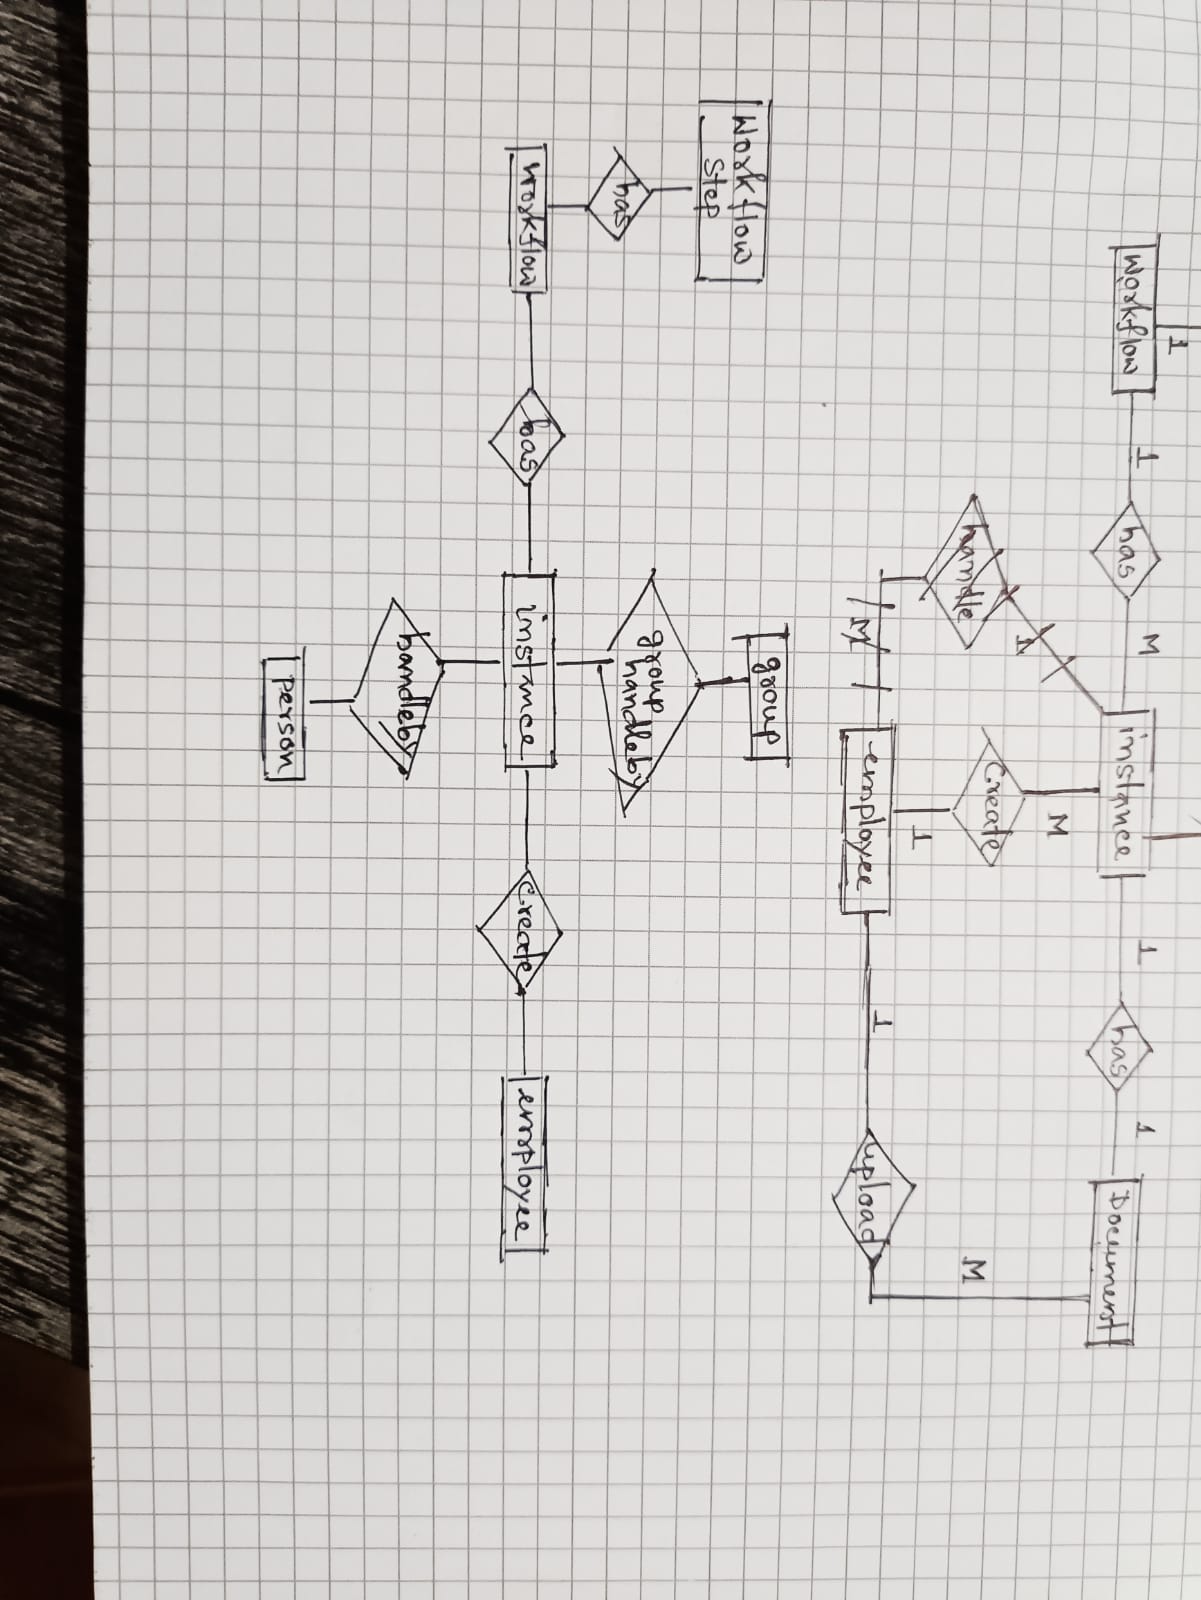 1
workflow
1
has
M
instance
1
has
1
Document
1
M
handle
create
M
1
M
employee
1
upload
group
Workflow
Step
group
handleby
has
workflow
has
instance
create
employee
handleby
person